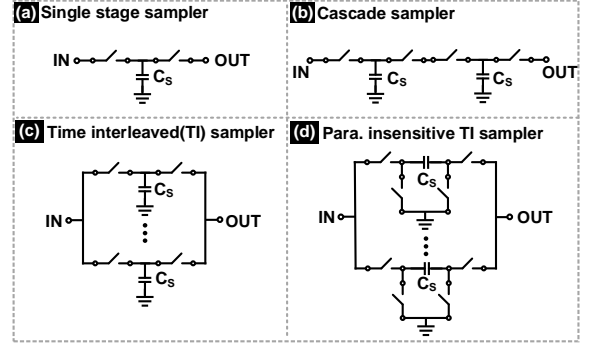 (a) Single stage sampler
IN
OUT
CS
(b) Cascade sampler
IN
CS
CS
OUT
(c) Time interleaved(TI) sampler
CS
IN
OUT
CS
(d) Para. insensitive TI sampler
CS
IN
OUT
CS